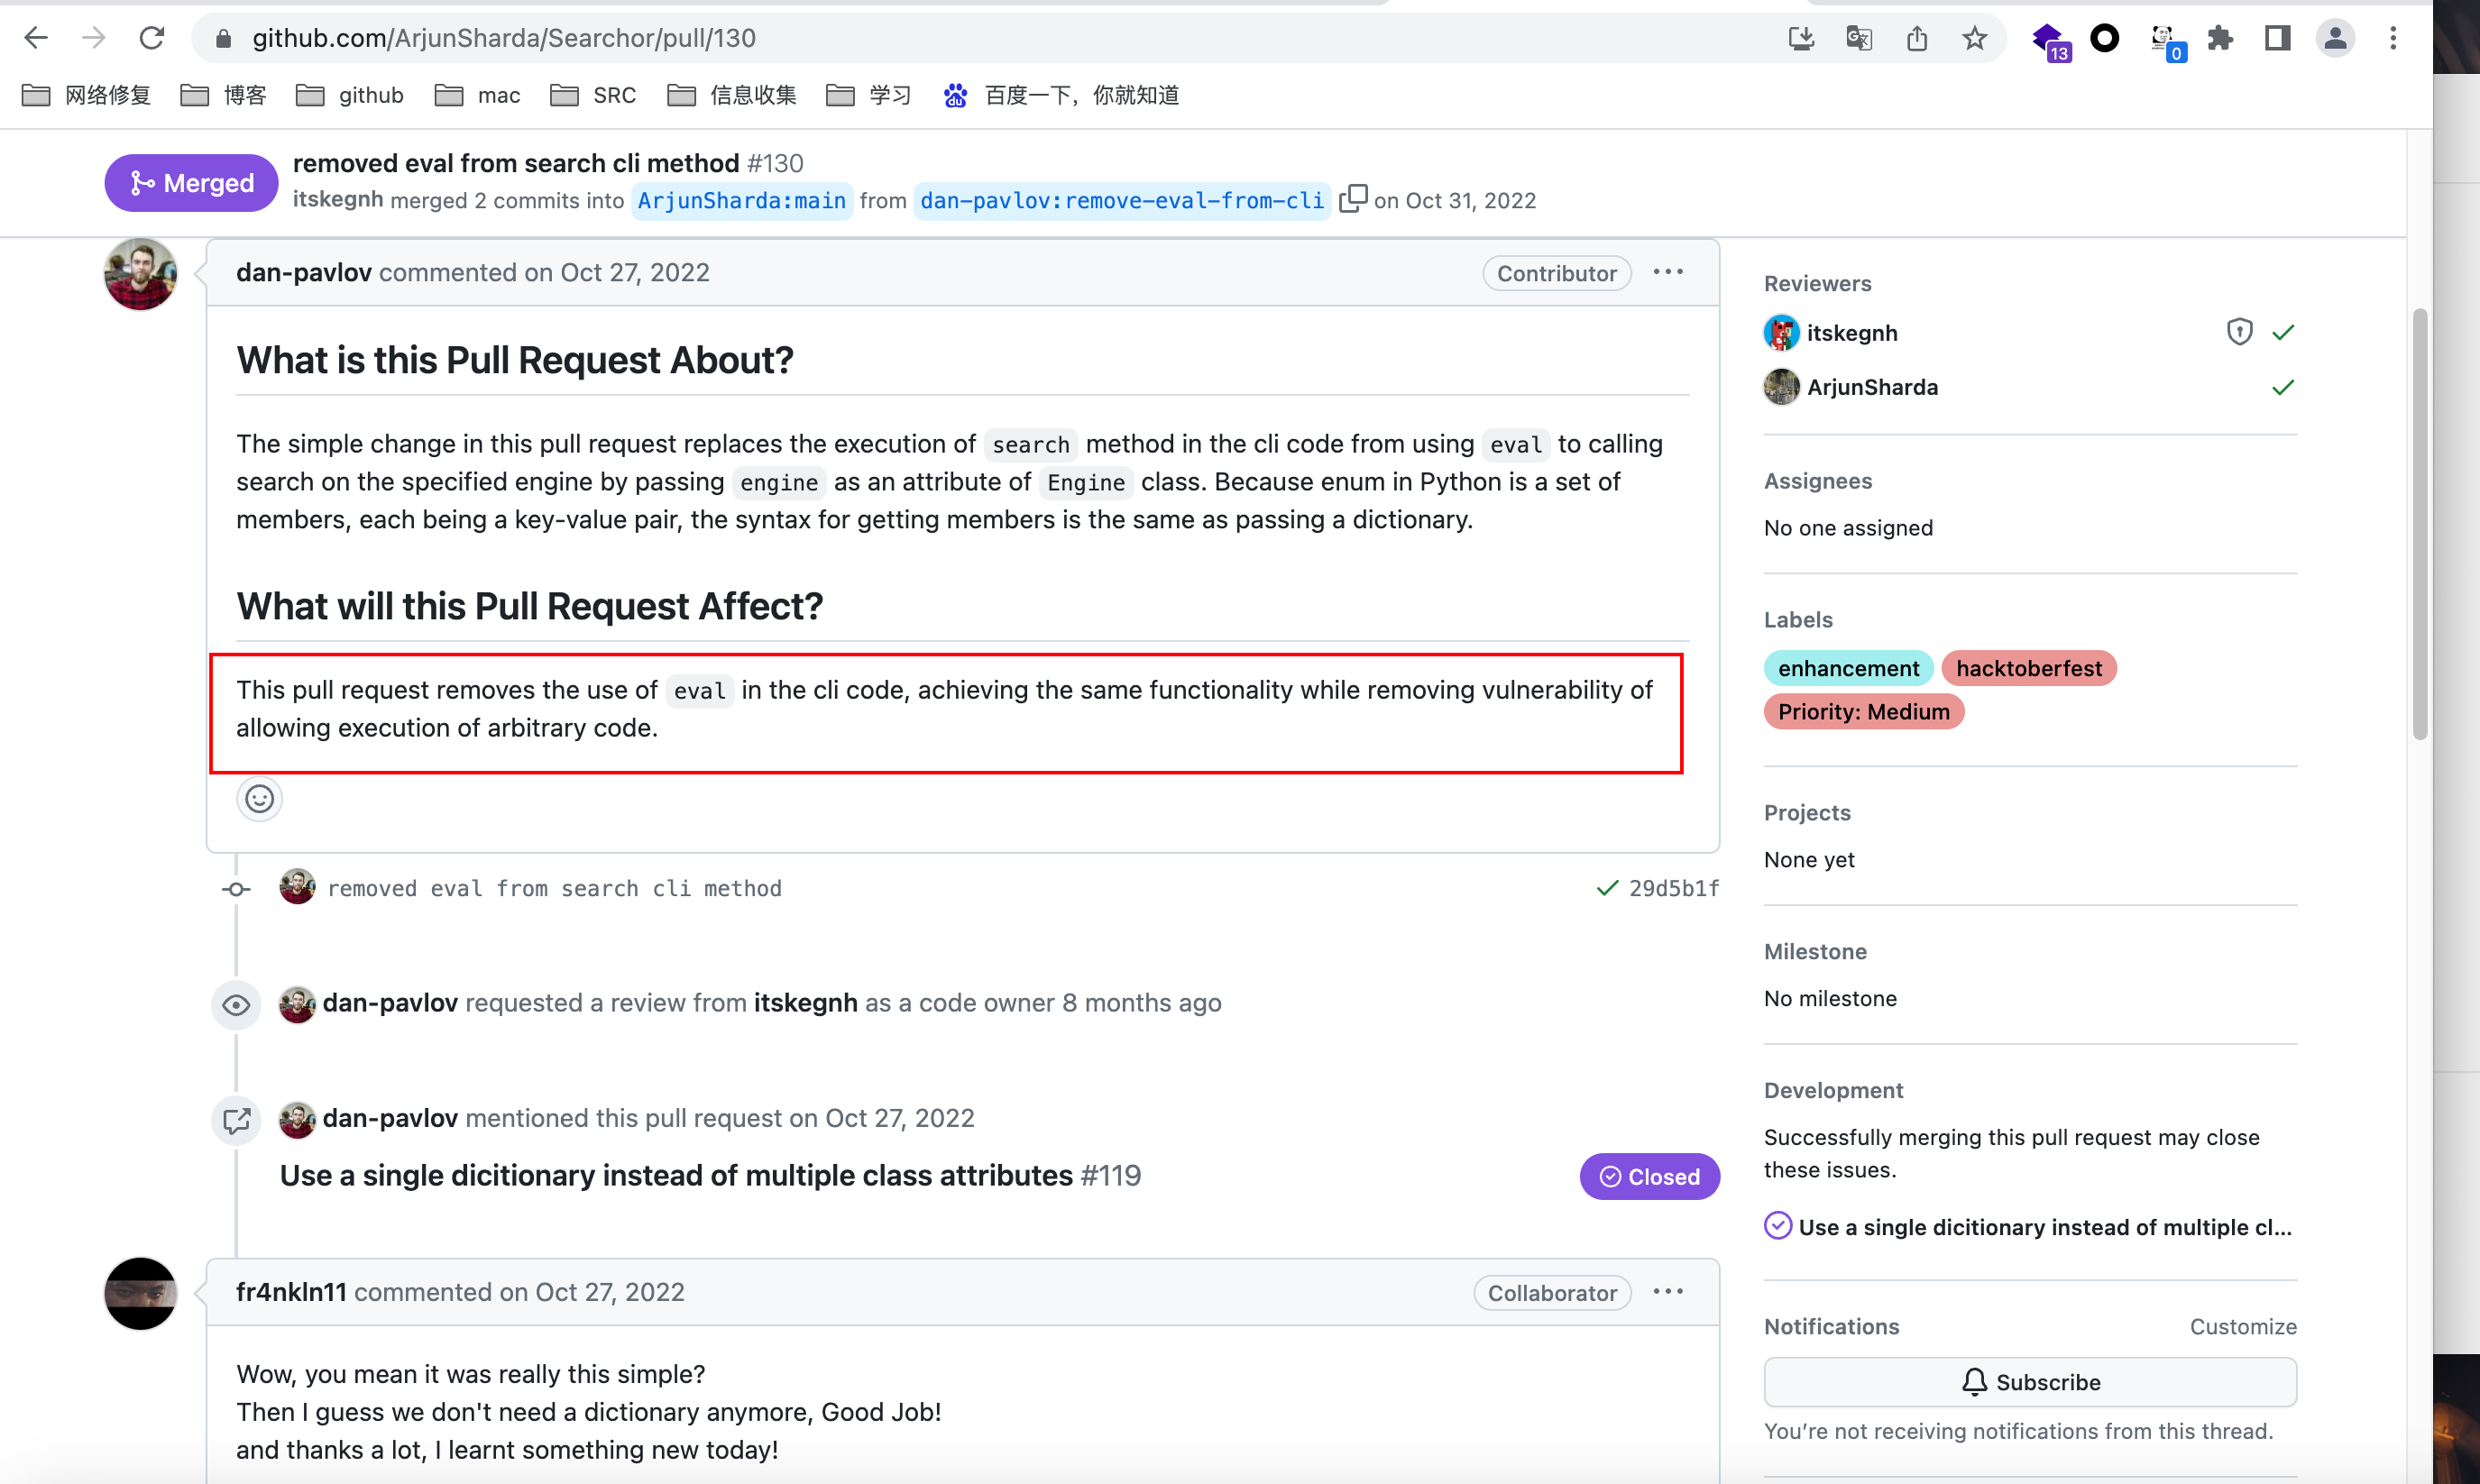 github.com/ArjunSharda/Searchor/pull/130
13
0
网络修复
博客
github
mac
SRC
信息收集
学习
du
百度一下，你就知道
Merged
removed eval from search cli method #130
itskegnh merged 2 commits into ArjunSharda:main from dan-pavlov:remove-eval-from-cli on Oct 31, 2022
dan-pavlov commented on Oct 27, 2022
Contributor
What is this Pull Request About?
The simple change in this pull request replaces the execution of search method in the cli code from using eval to calling
search on the specified engine by passing engine as an attribute of Engine class. Because enum in Python is a set of
members, each being a key-value pair, the syntax for getting members is the same as passing a dictionary.
What will this Pull Request Affect?
This pull request removes the use of eval in the cli code, achieving the same functionality while removing vulnerability of
allowing execution of arbitrary code.
removed eval from search cli method
29d5b1f
dan-pavlov requested a review from itskegnh as a code owner 8 months ago
dan-pavlov mentioned this pull request on Oct 27, 2022
Use a single dicitionary instead of multiple class attributes #119
Closed
fr4nkln11 commented on Oct 27, 2022
Collaborator
Wow, you mean it was really this simple?
Then I guess we don't need a dictionary anymore, Good Job!
and thanks a lot, I learnt something new today!
Reviewers
itskegnh
ArjunSharda
Assignees
No one assigned
Labels
enhancement
hacktoberfest
Priority: Medium
Projects
None yet
Milestone
No milestone
Development
Successfully merging this pull request may close
these issues.
Use a single dicitionary instead of multiple cl...
Notifications
Customize
Subscribe
You’re not receiving notifications from this thread.